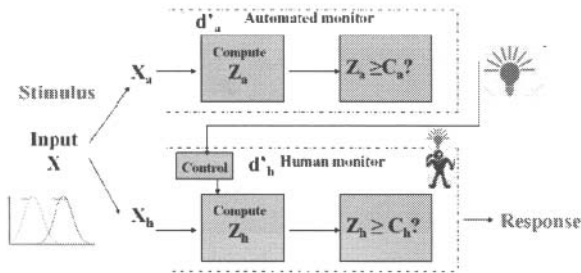 d'a Automated monitor
Compute
Za
Za ≥Ca?
Xa
Stimulus
Input
X
Control
d'h Human monitor
Compute
Zh
Zh ≥ Ch?
Xh
Response